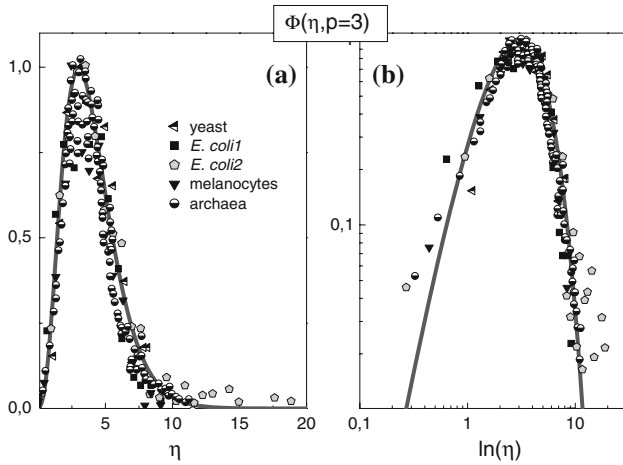 Φ(η,p=3)
(a)
(b)
1,0
0,5
0,0
0
5
10
15
20
η
yeast
E. coli1
E. coli2
melanocytes
archaea
0,1
0,1
1
10
ln(η)